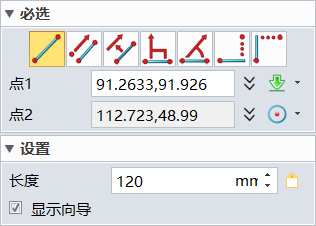 必选
点1 91.2633,91.926
点2 112.723,48.99
设置
长度 120 mm
显示向导